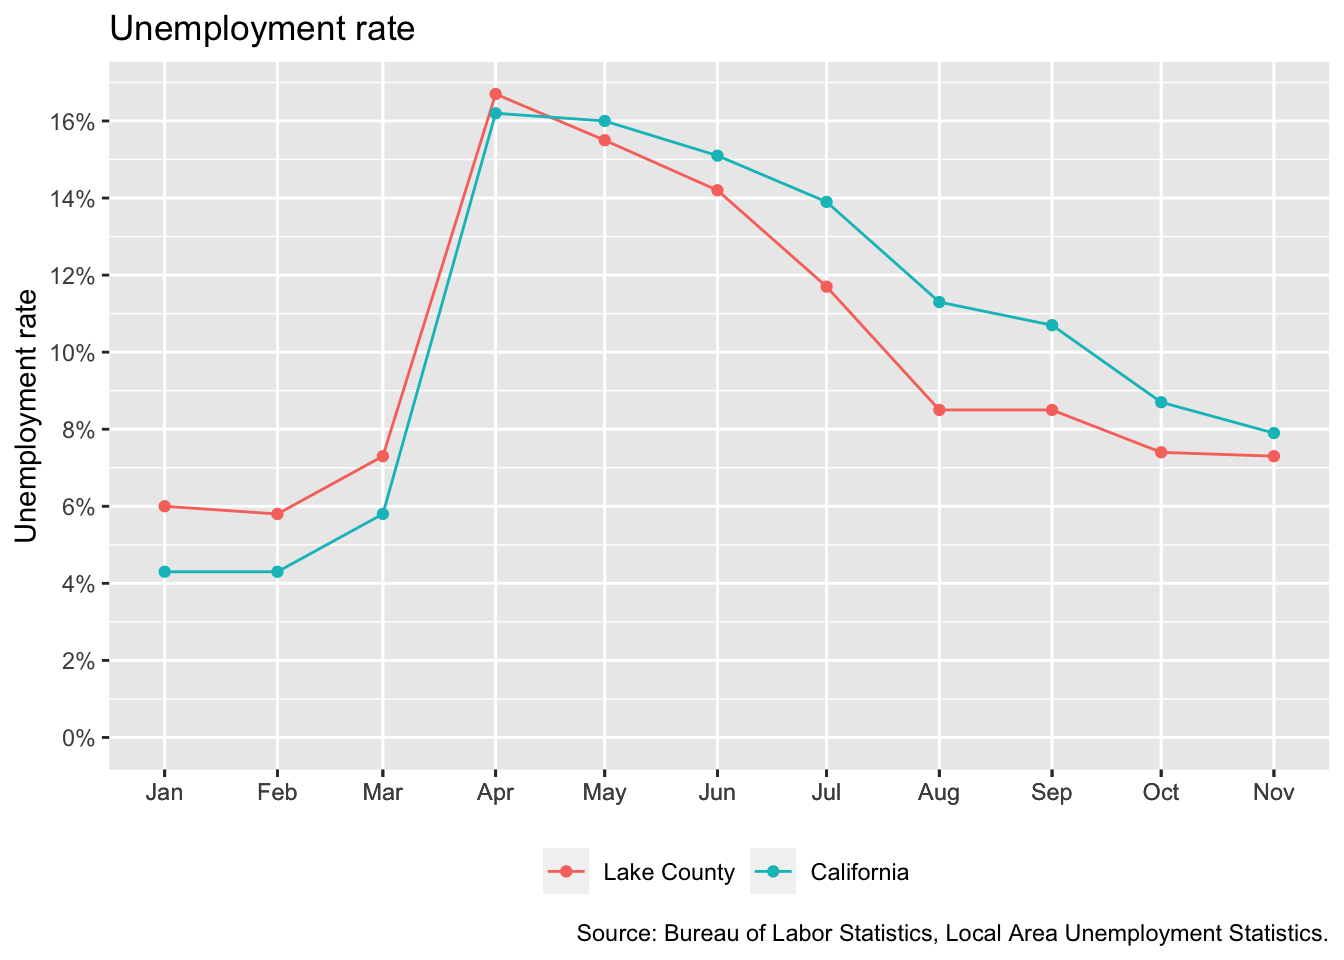 Unemployment rate
Unemployment rate
16%
14%
12%
10%
8%
6%
4%
2%
0%
Jan Feb Mar Apr May Jun Jul Aug Sep Oct Nov
Lake County California
Source: Bureau of Labor Statistics, Local Area Unemployment Statistics.